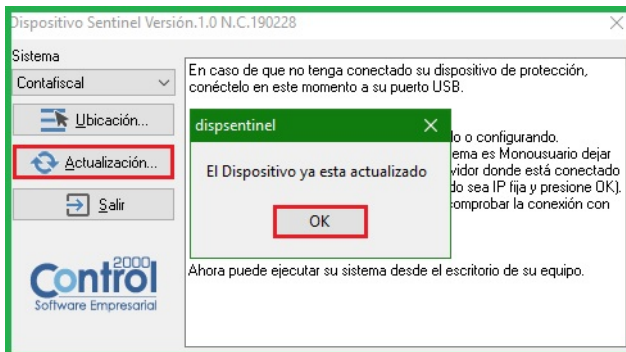 Dispositivo Sentinel Versión.1.0 N.C.190228
Sistema
Contafiscal
Ubicación...
Actualización...
Salir
2000
Control
Software Empresarial
En caso de que no tenga conectado su dispositivo de protección,
conéctelo en este momento a su puerto USB.
lo o configurando.
ema es Monousuario dejar
vidor donde está conectado
do sea IP fija y presione OK).
comprobar la conexión con
Ahora puede ejecutar su sistema desde el escritorio de su equipo.
dispsentinel
El Dispositivo ya esta actualizado
OK